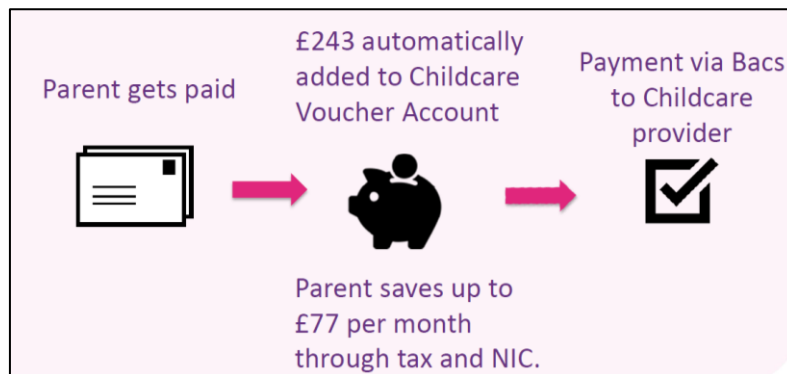 Parent gets paid
£243 automatically
added to Childcare
Voucher Account
Parent saves up to
£77 per month
through tax and NIC.
Payment via Bacs
to Childcare
provider